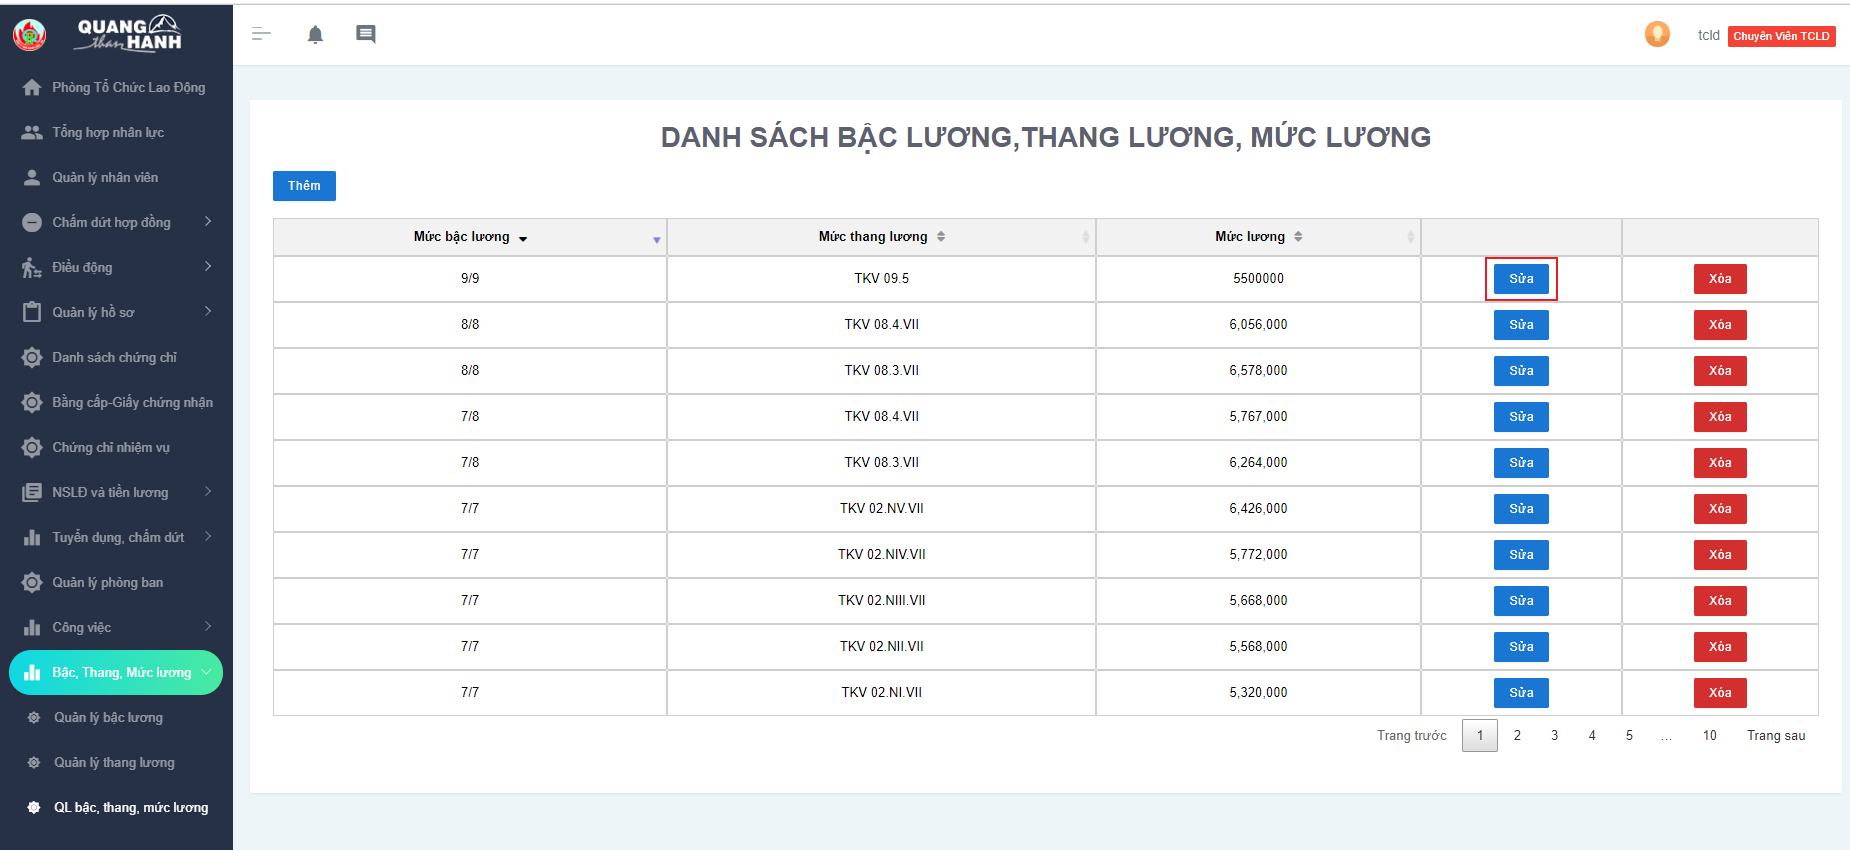 QUANG
than HANH
tcld Chuyên Viên TCLD
Phòng Tổ Chức Lao Động
Tổng hợp nhân lực
Quản lý nhân viên
Chấm dứt hợp đồng
Điều động
Quản lý hồ sơ
Danh sách chứng chỉ
Bằng cấp-Giấy chứng nhận
Chứng chỉ nhiệm vụ
NSLĐ và tiền lương
Tuyển dụng, chấm dứt
Quản lý phòng ban
Công việc
Bậc, Thang, Mức lương
Quản lý bậc lương
Quản lý thang lương
QL bậc, thang, mức lương
DANH SÁCH BẬC LƯƠNG,THANG LƯƠNG, MỨC LƯƠNG
Thêm
Mức bậc lương Mức thang lương Mức lương
9/9 TKV 09.5 5500000 Sửa Xóa
8/8 TKV 08.4.VII 6,056,000 Sửa Xóa
8/8 TKV 08.3.VII 6,578,000 Sửa Xóa
7/8 TKV 08.4.VII 5,767,000 Sửa Xóa
7/8 TKV 08.3.VII 6,264,000 Sửa Xóa
7/7 TKV 02.NV.VII 6,426,000 Sửa Xóa
7/7 TKV 02.NIV.VII 5,772,000 Sửa Xóa
7/7 TKV 02.NIII.VII 5,668,000 Sửa Xóa
7/7 TKV 02.NII.VII 5,568,000 Sửa Xóa
7/7 TKV 02.NI.VII 5,320,000 Sửa Xóa
Trang trước 1 2 3 4 5 … 10 Trang sau